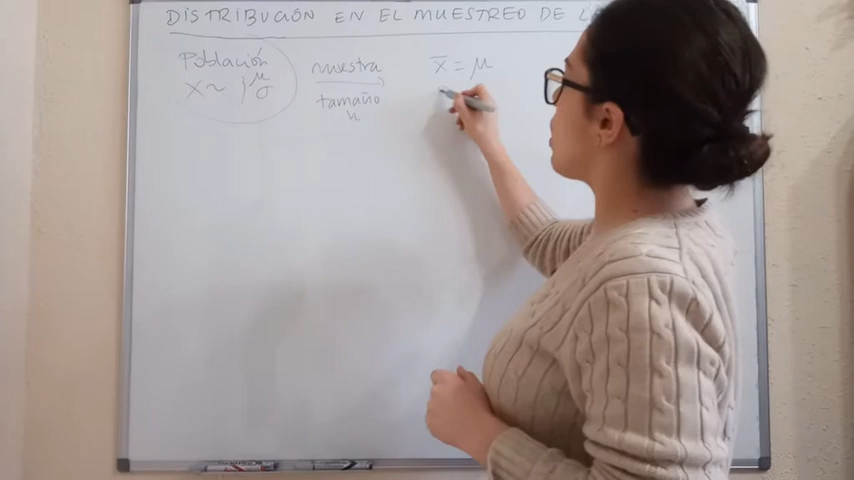 DISTRIBUCIÓN EN EL MUESTREO DE
Población
x ~ | μ
σ
muestra
tamaño
n
x̄ = μ